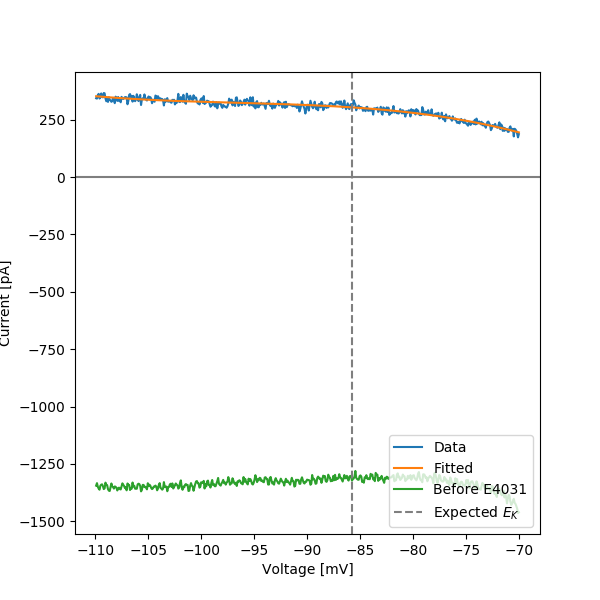 250
0
−250
−500
−750
−1000
−1250
−1500
Current [pA]
Data
Fitted
Before E4031
Expected E_K
−110 −105 −100 −95 −90 −85 −80 −75 −70
Voltage [mV]